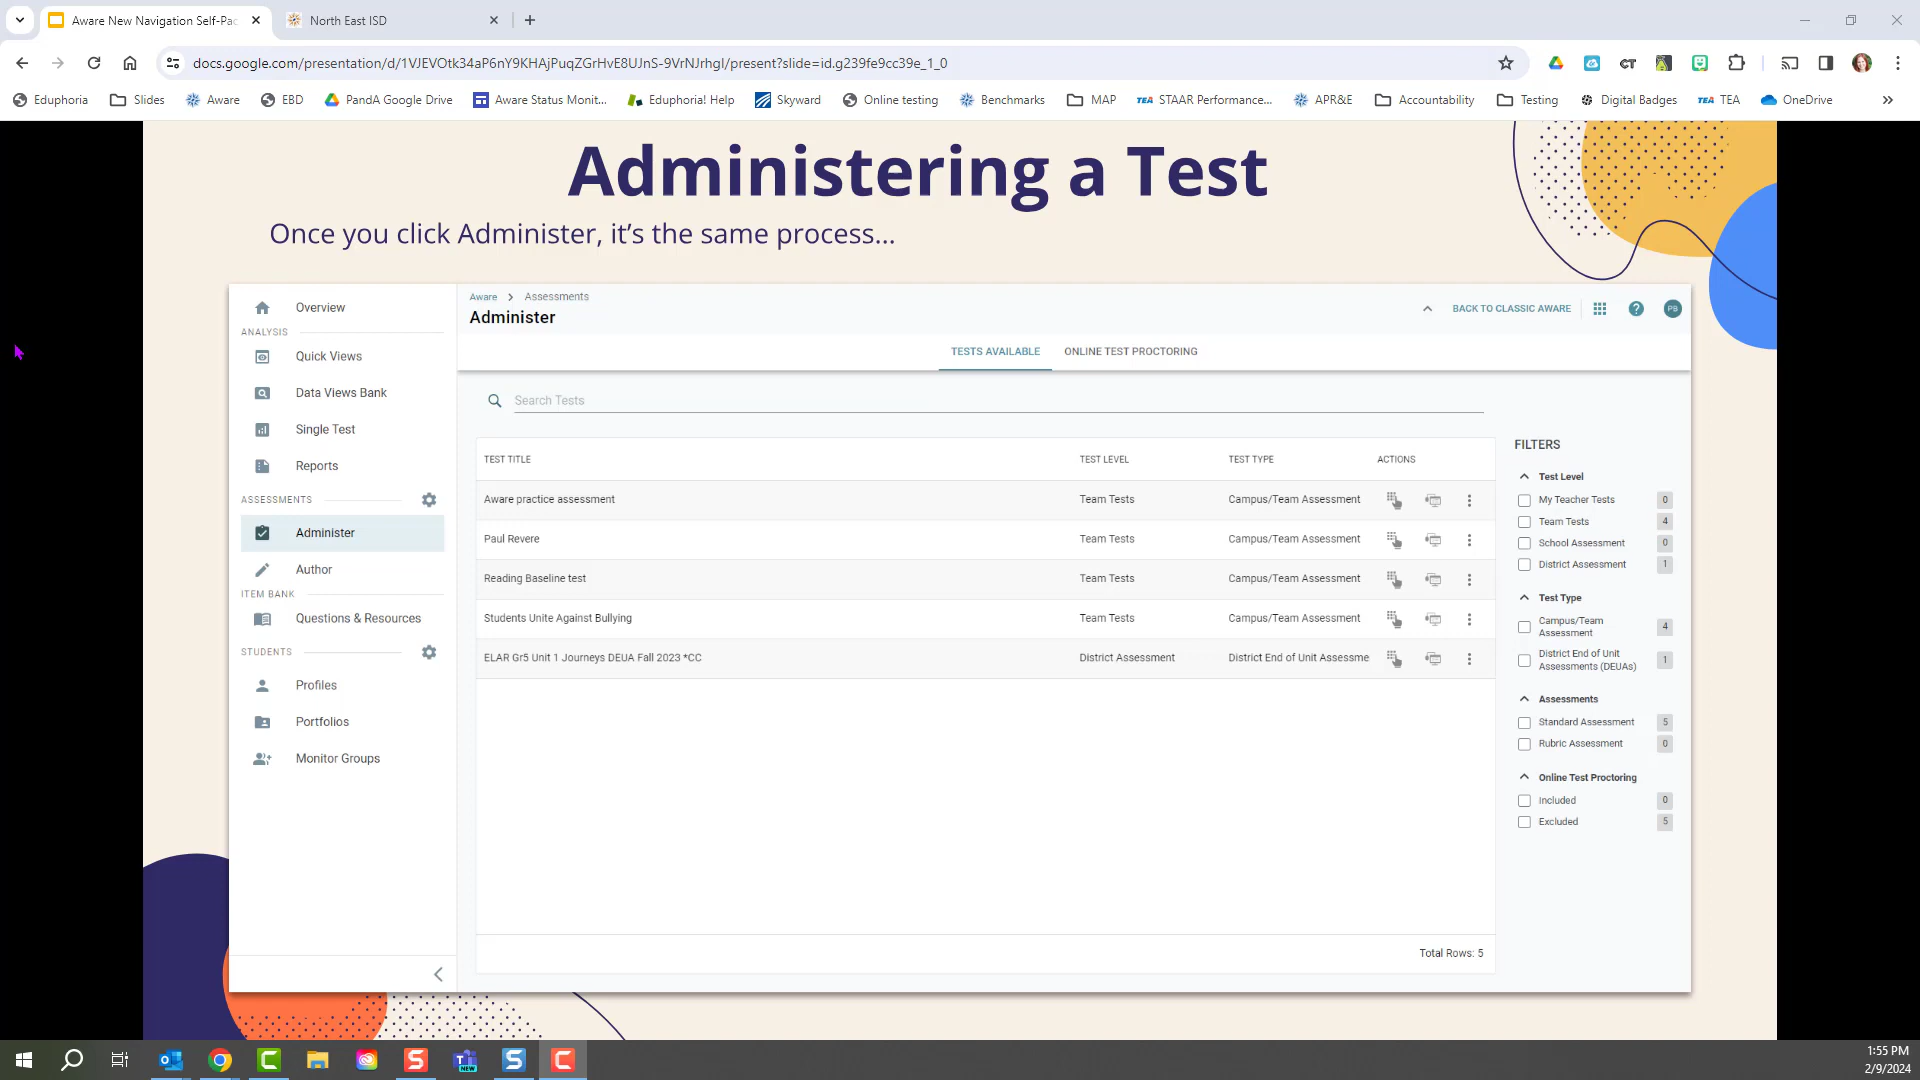 Aware New Navigation Self-Pac
North East ISD
docs.google.com/presentation/d/1VJEVOtk34aP6nY9KHAjPuqZGrHvE8UJnS-9VrNJrhgI/present?slide=id.g239fe9cc39e_1_0
Eduphoria Slides Aware EBD PandA Google Drive Aware Status Monit... Eduphoria! Help Skyward Online testing Benchmarks MAP TEA STAAR Performance... APR&E Accountability Testing Digital Badges TEA TEA OneDrive
Administering a Test
Once you click Administer, it's the same process...
Overview
ANALYSIS
Quick Views
Data Views Bank
Single Test
Reports
ASSESSMENTS
Administer
Author
ITEM BANK
Questions & Resources
STUDENTS
Profiles
Portfolios
Monitor Groups
Aware > Assessments
Administer
BACK TO CLASSIC AWARE
PB
TESTS AVAILABLE ONLINE TEST PROCTORING
Search Tests
TEST TITLE TEST LEVEL TEST TYPE ACTIONS
Aware practice assessment Team Tests Campus/Team Assessment
Paul Revere Team Tests Campus/Team Assessment
Reading Baseline test Team Tests Campus/Team Assessment
Students Unite Against Bullying Team Tests Campus/Team Assessment
ELAR Gr5 Unit 1 Journeys DEUA Fall 2023 *CC District Assessment District End of Unit Assessme
Total Rows: 5
FILTERS
Test Level
My Teacher Tests 0
Team Tests 4
School Assessment 0
District Assessment 1
Test Type
Campus/Team
Assessment 4
District End of Unit
Assessments (DEUAs) 1
Assessments
Standard Assessment 5
Rubric Assessment 0
Online Test Proctoring
Included 0
Excluded 5
NEW
1:55 PM
2/9/2024